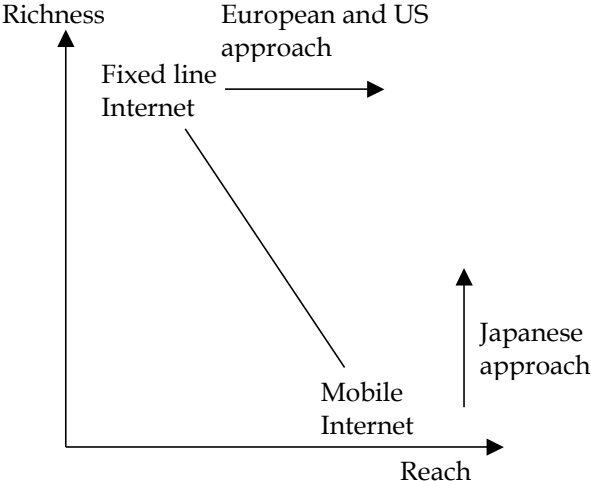 Richness
European and US
approach
Fixed line
Internet
Japanese
approach
Mobile
Internet
Reach